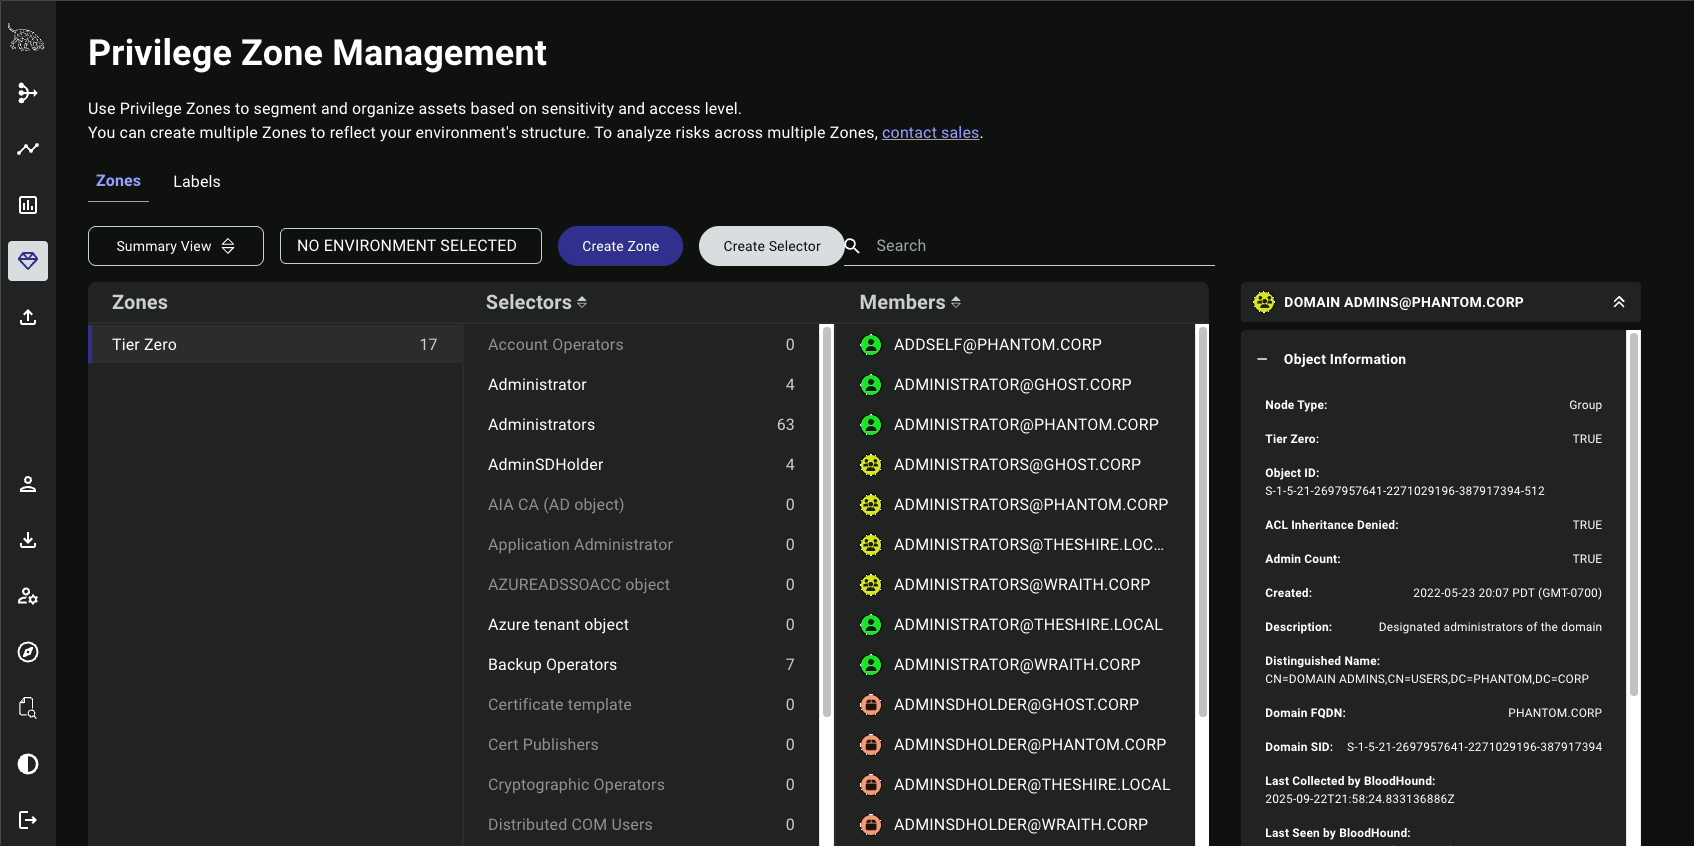 Privilege Zone Management
Use Privilege Zones to segment and organize assets based on sensitivity and access level.
You can create multiple Zones to reflect your environment's structure. To analyze risks across multiple Zones, contact sales.
Zones
Labels
Summary View
NO ENVIRONMENT SELECTED
Create Zone
Create Selector
Search
Zones
Tier Zero 17
Selectors
Account Operators 0
Administrator 4
Administrators 63
AdminSDHolder 4
AIA CA (AD object) 0
Application Administrator 0
AZUREADSSOACC object 0
Azure tenant object 0
Backup Operators 7
Certificate template 0
Cert Publishers 0
Cryptographic Operators 0
Distributed COM Users 0
Members
ADDSELF@PHANTOM.CORP
ADMINISTRATOR@GHOST.CORP
ADMINISTRATOR@PHANTOM.CORP
ADMINISTRATORS@GHOST.CORP
ADMINISTRATORS@PHANTOM.CORP
ADMINISTRATORS@THESHIRE.LOC...
ADMINISTRATORS@WRAITH.CORP
ADMINISTRATOR@THESHIRE.LOCAL
ADMINISTRATOR@WRAITH.CORP
ADMINSDHOLDER@GHOST.CORP
ADMINSDHOLDER@PHANTOM.CORP
ADMINSDHOLDER@THESHIRE.LOCAL
ADMINSDHOLDER@WRAITH.CORP
DOMAIN ADMINS@PHANTOM.CORP
Object Information
Node Type: Group
Tier Zero: TRUE
Object ID:
S-1-5-21-2697957641-2271029196-387917394-512
ACL Inheritance Denied: TRUE
Admin Count: TRUE
Created: 2022-05-23 20:07 PDT (GMT-0700)
Description: Designated administrators of the domain
Distinguished Name:
CN=DOMAIN ADMINS,CN=USERS,DC=PHANTOM,DC=CORP
Domain FQDN: PHANTOM.CORP
Domain SID: S-1-5-21-2697957641-2271029196-387917394
Last Collected by BloodHound:
2025-09-22T21:58:24.833136886Z
Last Seen by BloodHound: